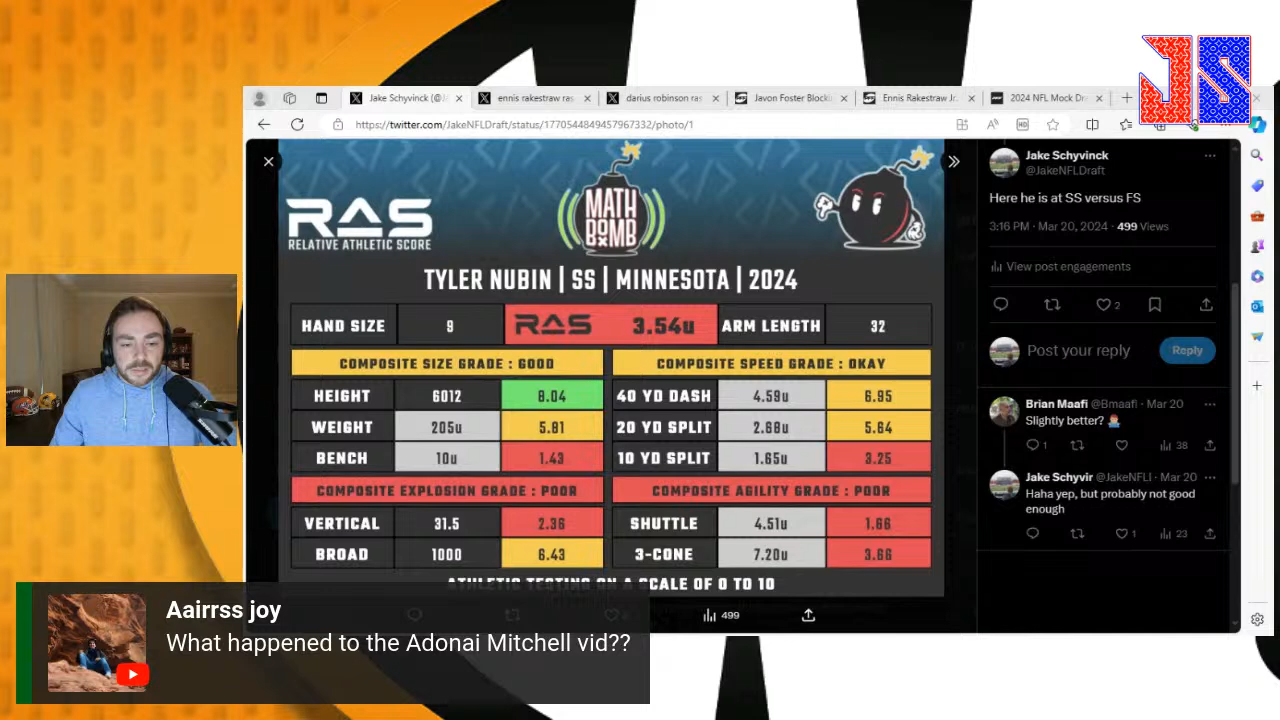 JS
Jake Schyvinck (@J
ennis rakestraw ras
darius robinson ras
Javon Foster Blocki
Ennis Rakestraw Jr.
2024 NFL Mock Dr
https://twitter.com/JakeNFLDraft/status/1770544849457967332/photo/1
RAS
RELATIVE ATHLETIC SCORE
MATH
BOMB
TYLER NUBIN | SS | MINNESOTA | 2024
HAND SIZE 9 RAS 3.54u ARM LENGTH 32
COMPOSITE SIZE GRADE : GOOD COMPOSITE SPEED GRADE : OKAY
HEIGHT 6012 8.04 40 YD DASH 4.59u 6.95
WEIGHT 205u 5.81 20 YD SPLIT 2.68u 5.64
BENCH 10u 1.43 10 YD SPLIT 1.65u 3.25
COMPOSITE EXPLOSION GRADE : POOR COMPOSITE AGILITY GRADE : POOR
VERTICAL 31.5 2.36 SHUTTLE 4.51u 1.66
BROAD 1000 6.43 3-CONE 7.20u 3.66
ATHLETIC TESTING ON A SCALE OF 0 TO 10
499
Jake Schyvinck
@JakeNFLDraft
Here he is at SS versus FS
3:16 PM · Mar 20, 2024 · 499 Views
View post engagements
2
Post your reply Reply
Brian Maafi @Bmaafi · Mar 20
Slightly better?
1 38
Jake Schyvir @JakeNFLI · Mar 20
Haha yep, but probably not good
enough
1 23
Aairrss joy
What happened to the Adonai Mitchell vid??